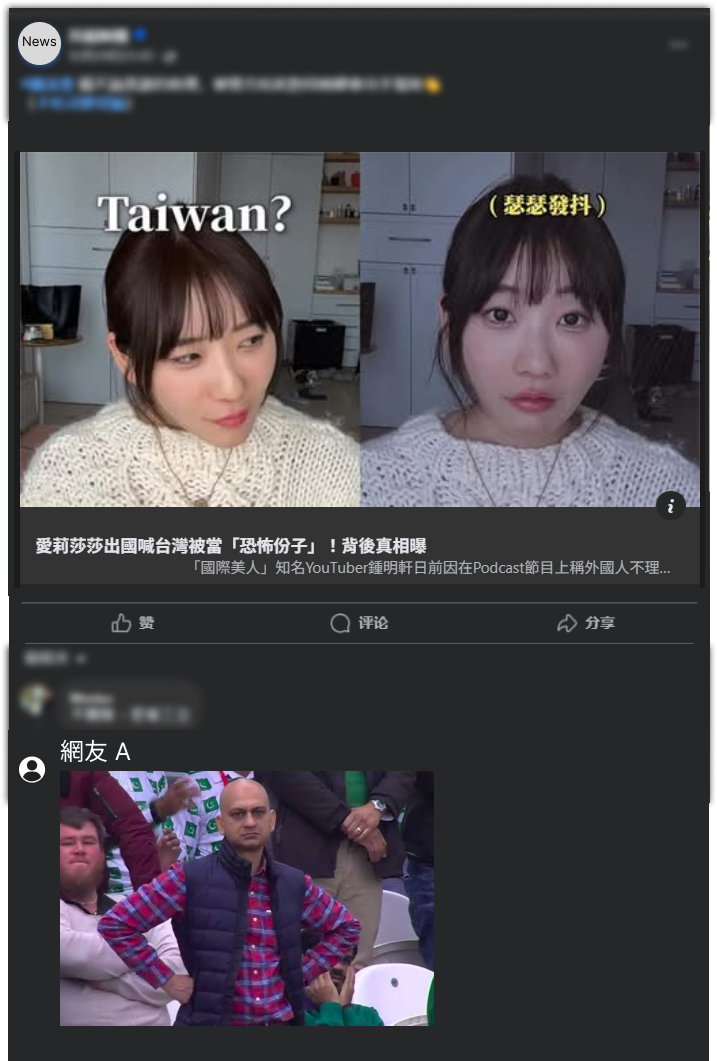 News
Taiwan?
（瑟瑟發抖）
愛莉莎莎出國喊台灣被當「恐怖份子」！背後真相曝
「國際美人」知名YouTuber鍾明軒日前因在Podcast節目上稱外國人不理...
赞
评论
分享
網友 A